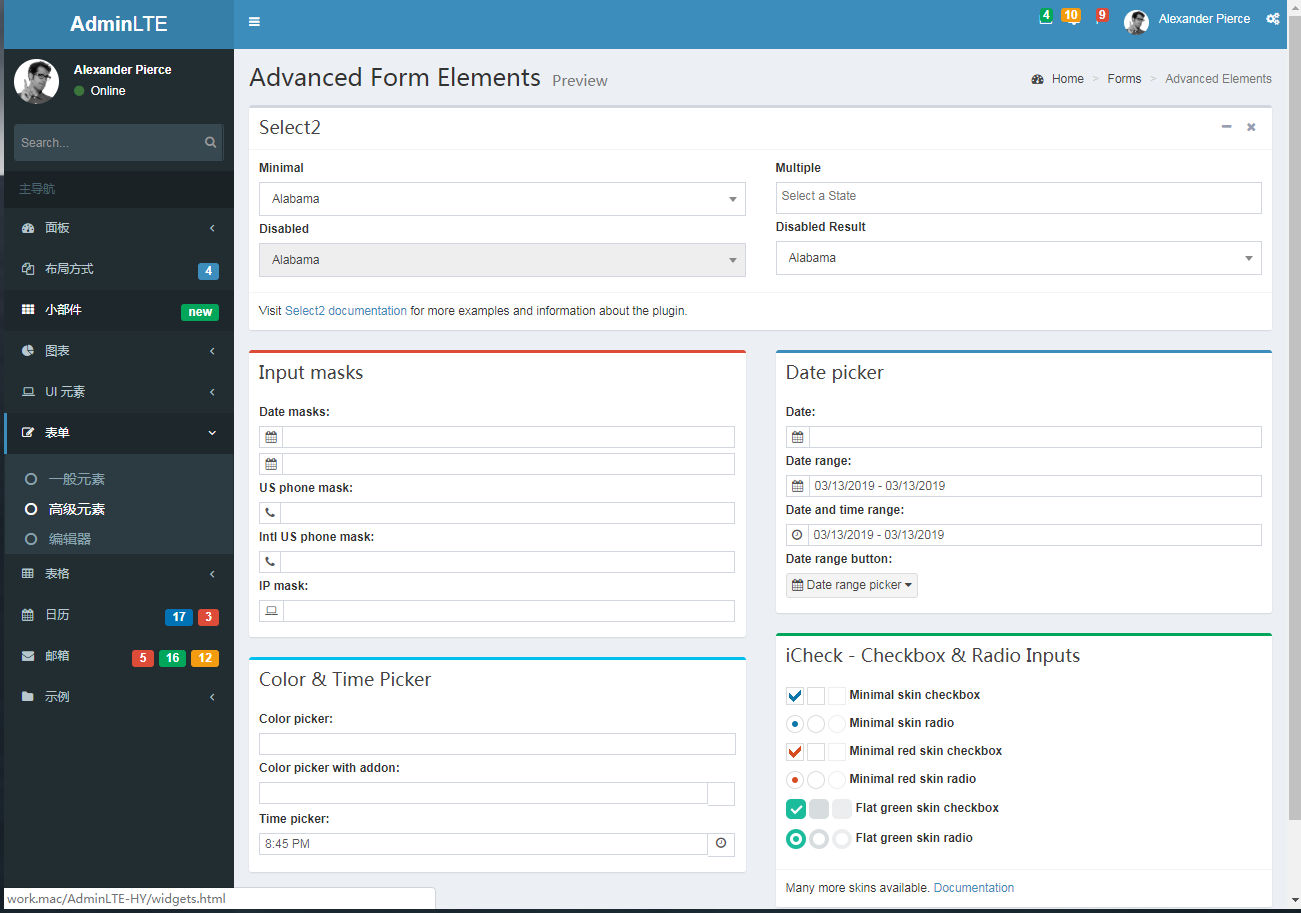 AdminLTE
4 10 9 Alexander Pierce
Alexander Pierce
Online
Search...
主导航
面板
布局方式 4
小部件 new
图表
UI 元素
表单
一般元素
高级元素
编辑器
表格
日历 17 3
邮箱 5 16 12
示例
Advanced Form Elements Preview
Home > Forms > Advanced Elements
Select2
Minimal
Alabama
Disabled
Alabama
Multiple
Select a State
Disabled Result
Alabama
Visit Select2 documentation for more examples and information about the plugin.
Input masks
Date masks:
US phone mask:
Intl US phone mask:
IP mask:
Color & Time Picker
Color picker:
Color picker with addon:
Time picker:
8:45 PM
Date picker
Date:
Date range:
03/13/2019 - 03/13/2019
Date and time range:
03/13/2019 - 03/13/2019
Date range button:
Date range picker
iCheck - Checkbox & Radio Inputs
Minimal skin checkbox
Minimal skin radio
Minimal red skin checkbox
Minimal red skin radio
Flat green skin checkbox
Flat green skin radio
Many more skins available. Documentation
work.mac/AdminLTE-HY/widgets.html